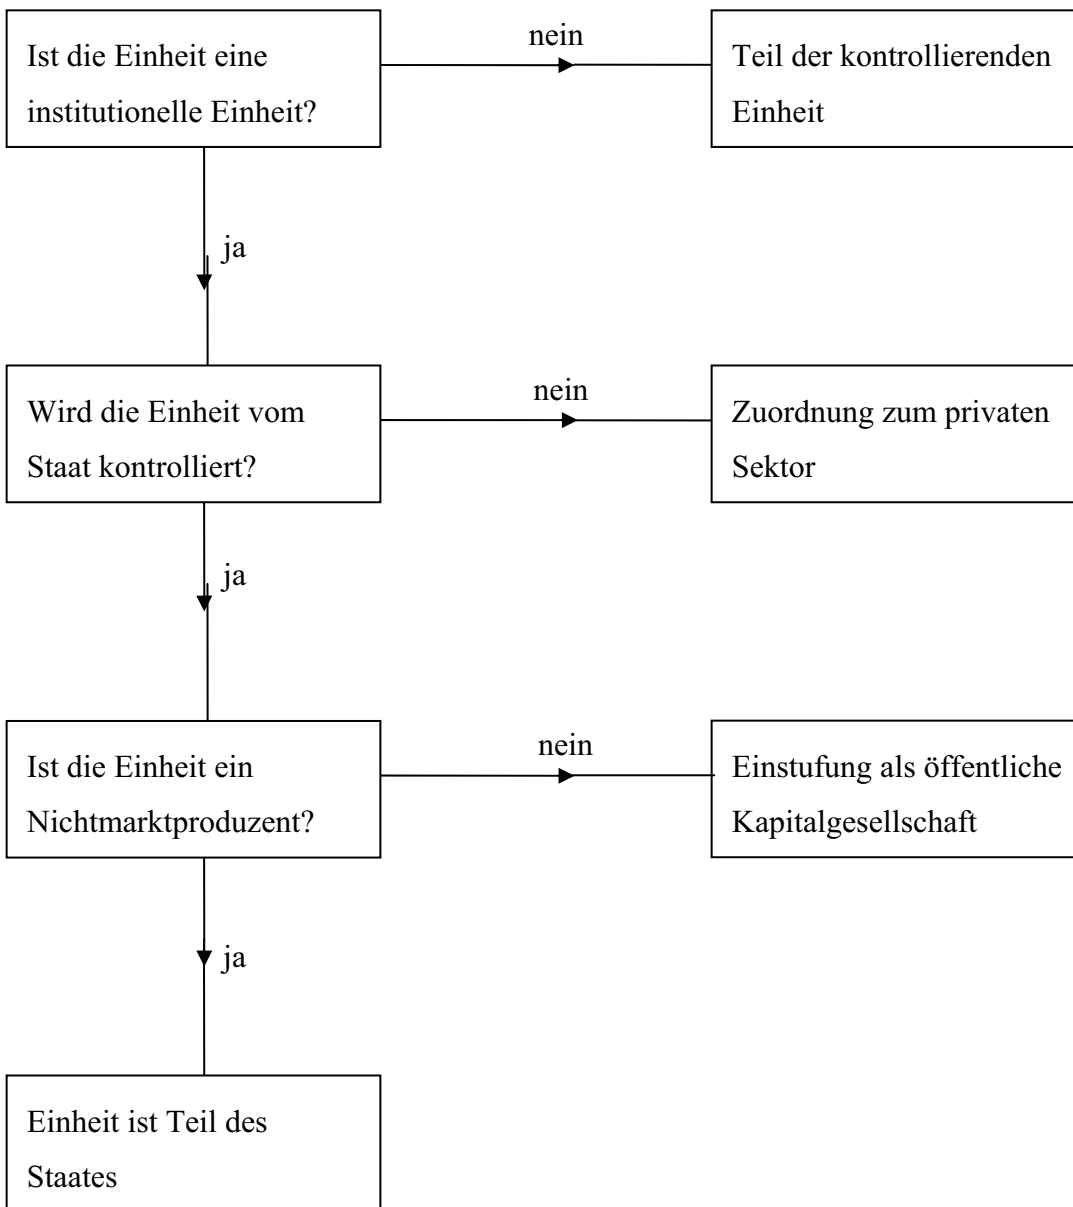 Ist die Einheit eine
institutionelle Einheit?
nein
Teil der kontrollierenden
Einheit
ja
Wird die Einheit vom
Staat kontrolliert?
nein
Zuordnung zum privaten
Sektor
ja
Ist die Einheit ein
Nichtmarktproduzent?
nein
Einstufung als öffentliche
Kapitalgesellschaft
ja
Einheit ist Teil des
Staates